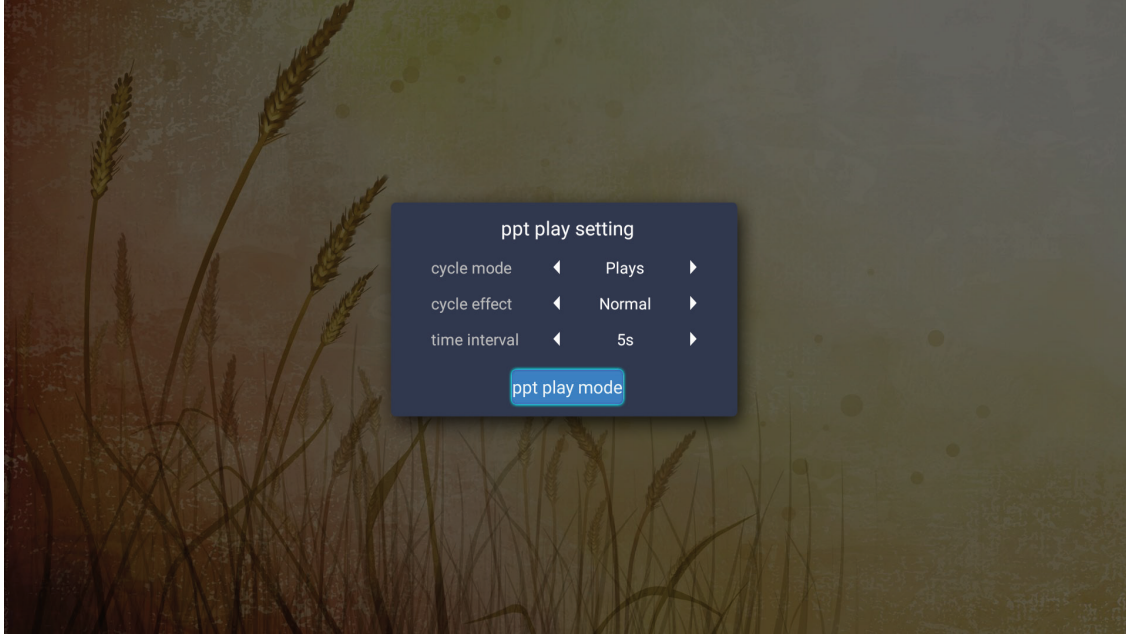 ppt play setting
cycle mode Plays
cycle effect Normal
time interval 5s
ppt play mode